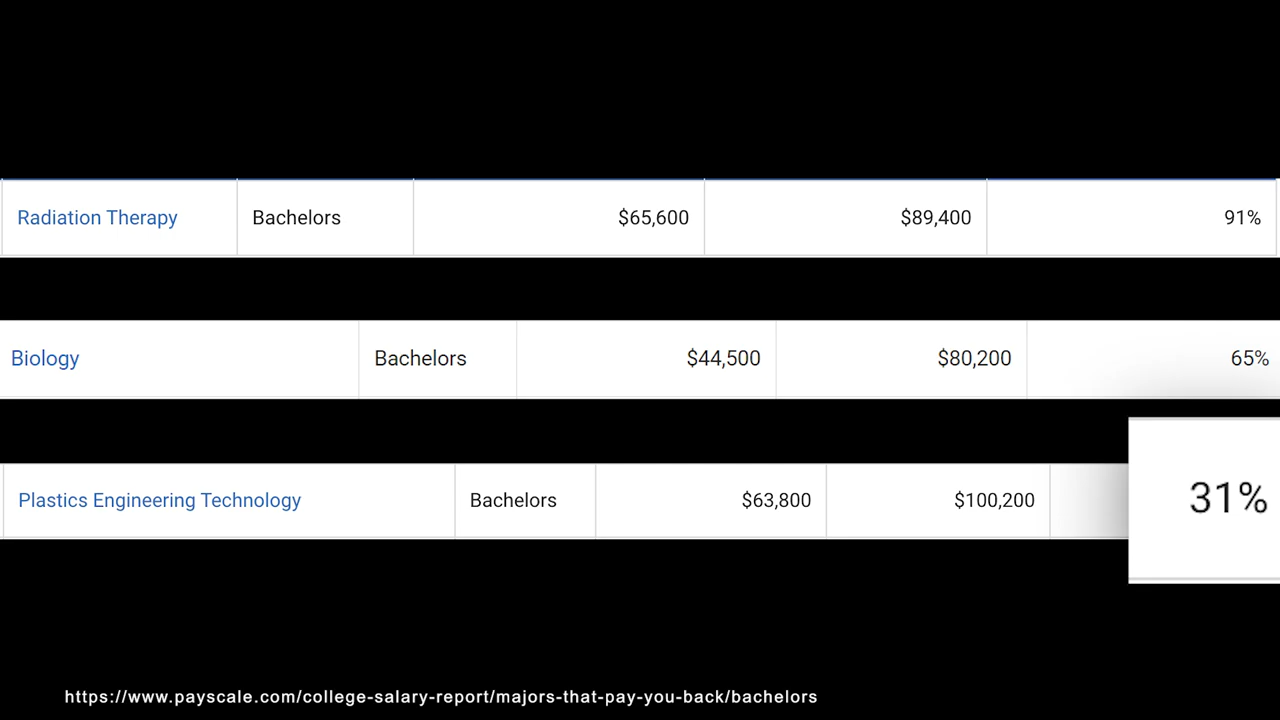 Radiation Therapy Bachelors $65,600 $89,400 91%
Biology Bachelors $44,500 $80,200 65%
Plastics Engineering Technology Bachelors $63,800 $100,200 31%
https://www.payscale.com/college-salary-report/majors-that-pay-you-back/bachelors